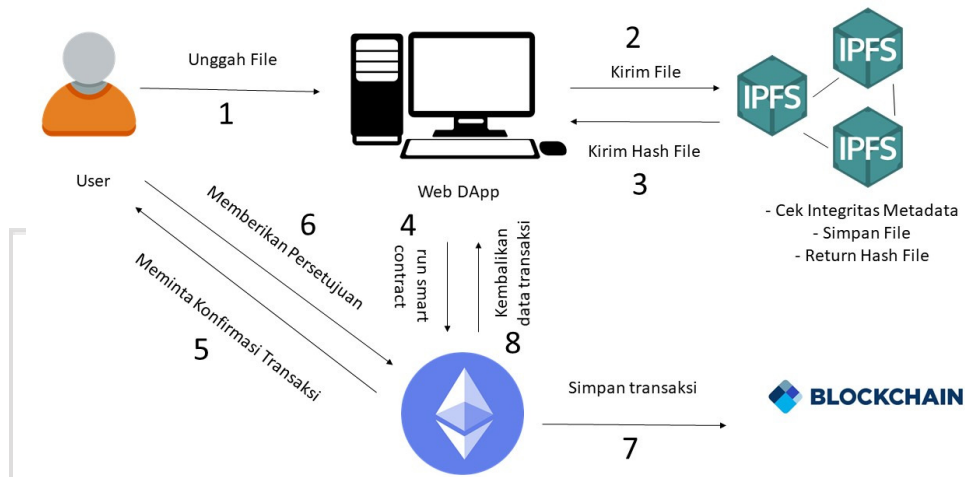 Unggah File
1
User
2
Kirim File
Kirim Hash File
3
Web DApp
IPFS
IPFS
IPFS
- Cek Integritas Metadata
- Simpan File
- Return Hash File
4
run smart
contract
Meminta Konfirmasi Transaksi
5
Memberikan Persetujuan
6
Simpan transaksi
7
BLOCKCHAIN
Kembalikan
data transaksi
8